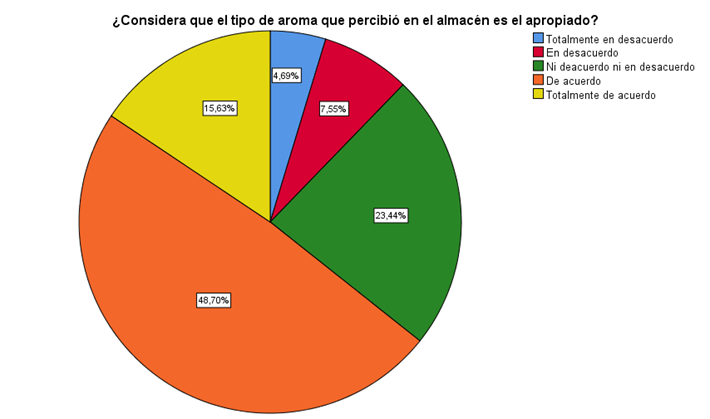 ¿Considera que el tipo de aroma que percibió en el almacén es el apropiado?
Totalmente en desacuerdo
En desacuerdo
Ni deacuerdo ni en desacuerdo
De acuerdo
Totalmente de acuerdo
4,69%
7,55%
15,63%
23,44%
48,70%